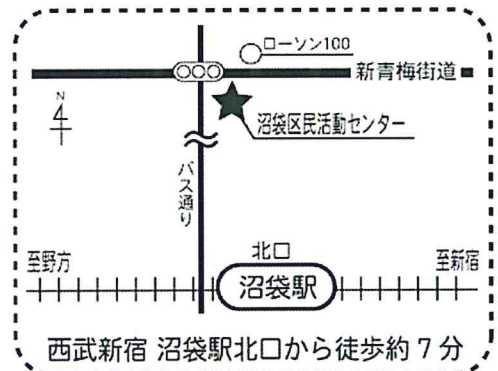 ローソン100
新青梅街道
N
沼袋区民活動センター
バス通り
北口
至野方
至新宿
沼袋駅
西武新宿 沼袋駅北口から徒歩約7分